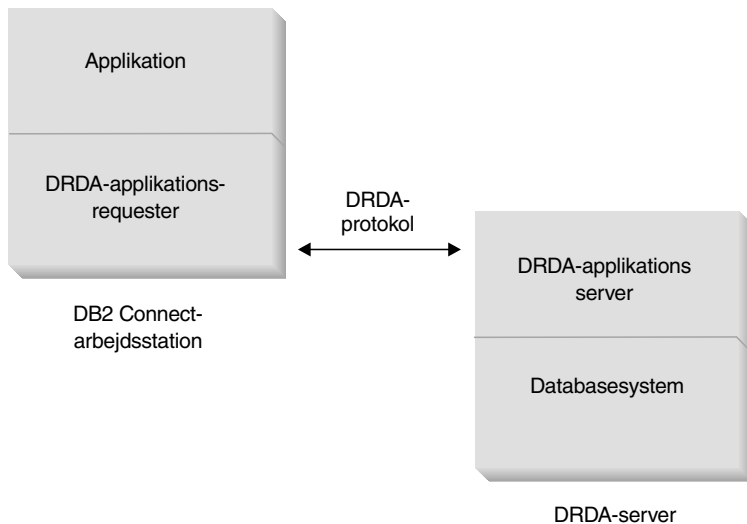 Applikation
DRDA-applikations-
requester
DB2 Connect-
arbejdsstation
DRDA-
protokol
DRDA-applikations
server
Databasesystem
DRDA-server